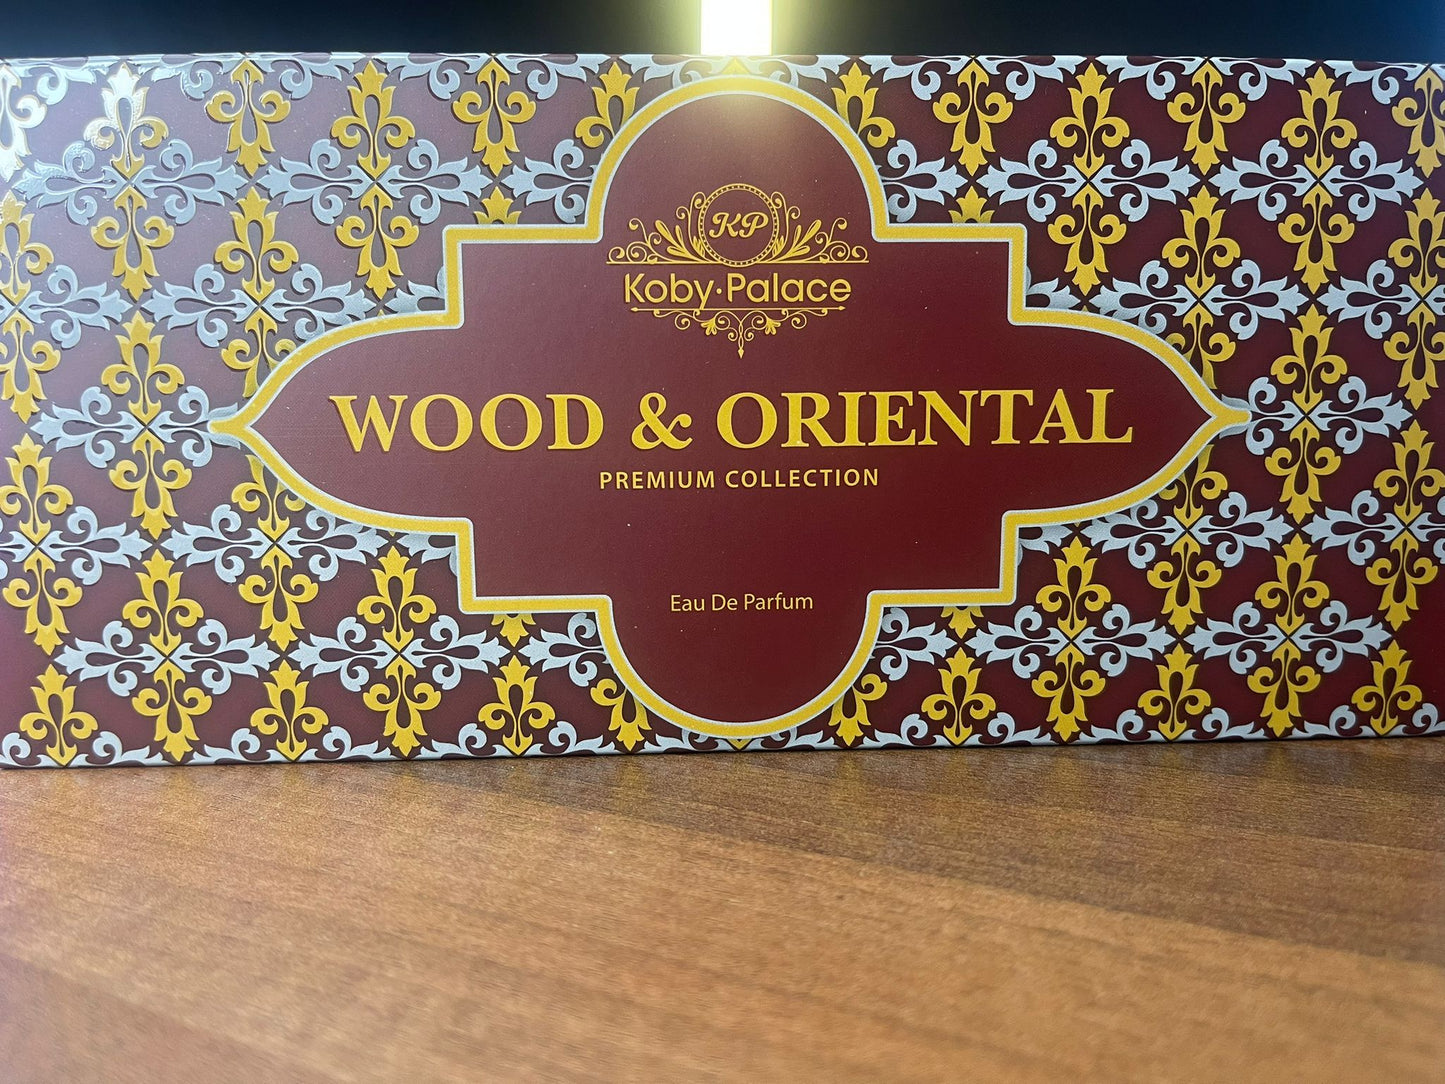 KP
Koby·Palace
WOOD & ORIENTAL
PREMIUM COLLECTION
Eau De Parfum